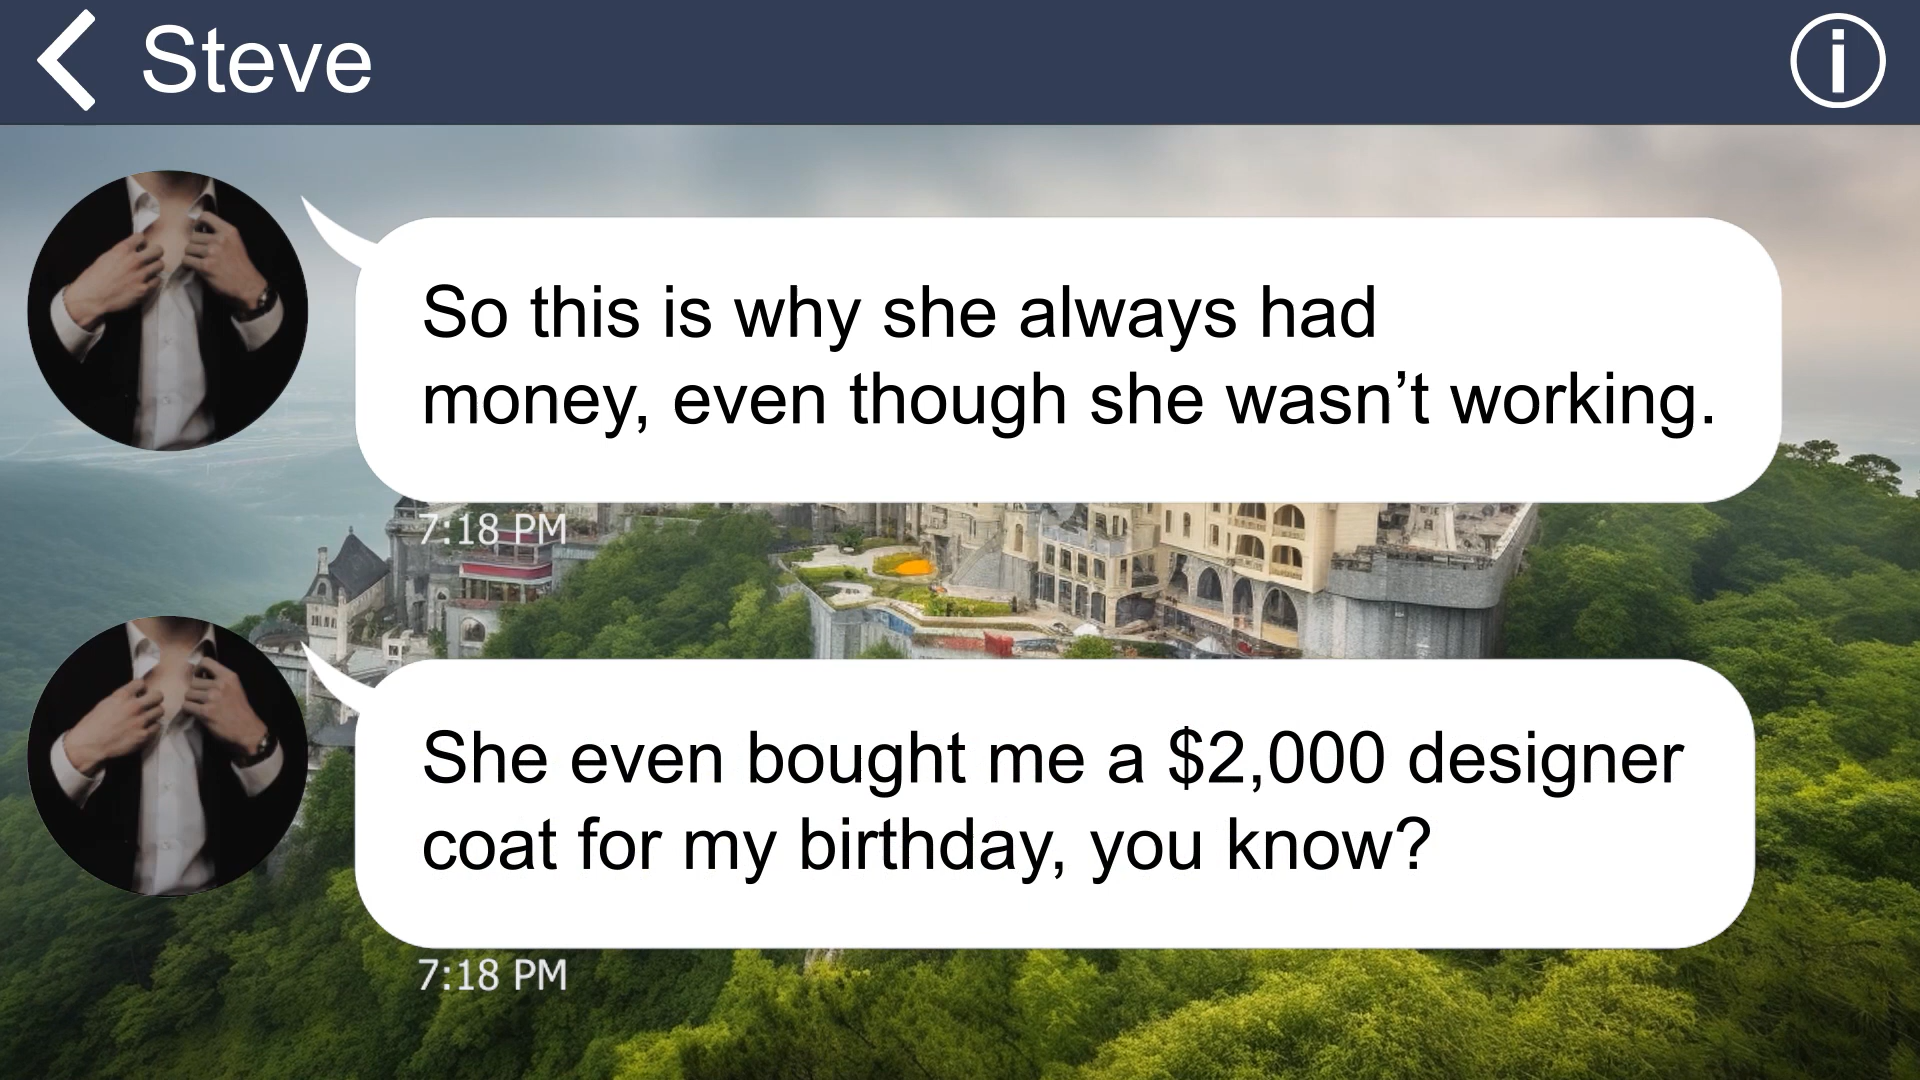 Steve
So this is why she always had
money, even though she wasn’t working.
7:18 PM
She even bought me a $2,000 designer
coat for my birthday, you know?
7:18 PM